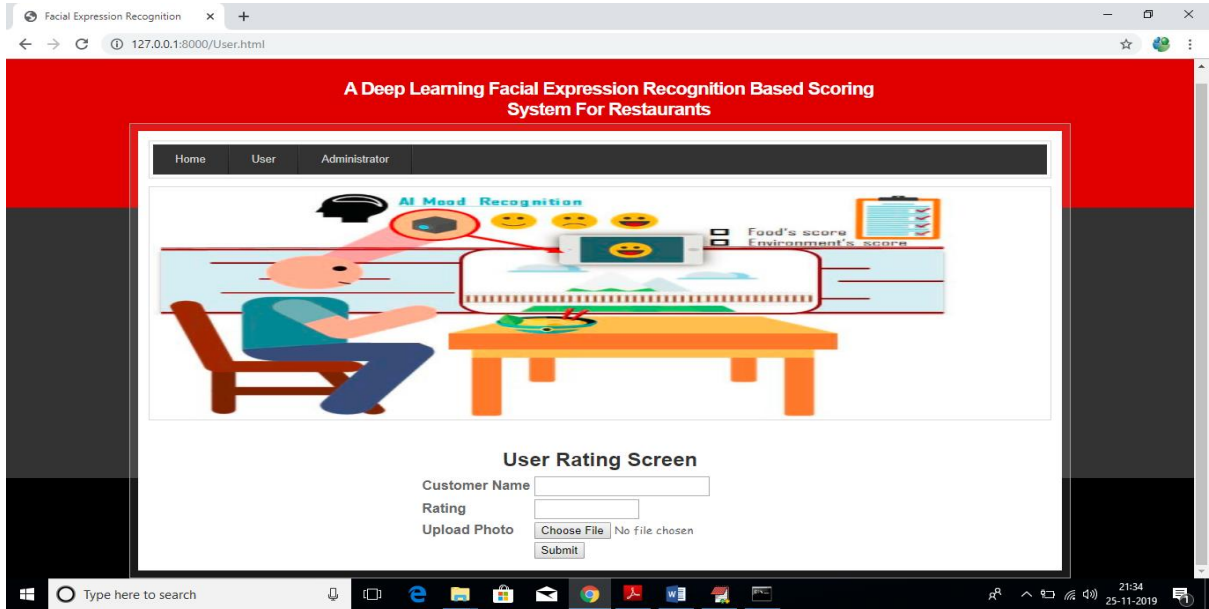 Facial Expression Recognition
127.0.0.1:8000/User.html
A Deep Learning Facial Expression Recognition Based Scoring
System For Restaurants
Home User Administrator
AI Mood Recognition
Food's score
Environment's score
User Rating Screen
Customer Name
Rating
Upload Photo Choose File No file chosen
Submit
Type here to search
21:34
25-11-2019